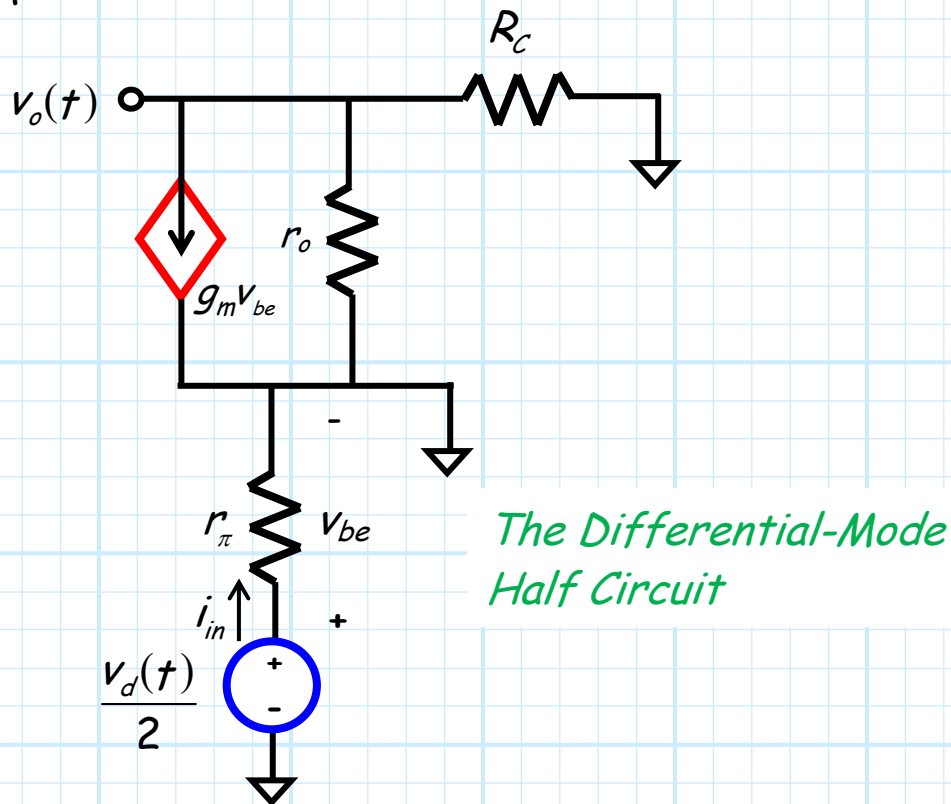 R_C
v_o(t)
r_o
g_m v_be
-
r_π
v_be
The Differential-Mode
Half Circuit
i_in
+
v_d(t)
2
+
-